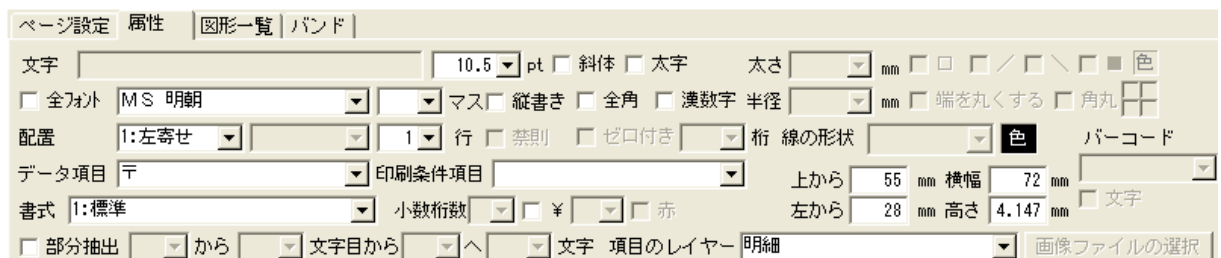 ページ設定 属性 図形一覧 バンド
文字 10.5 pt 斜体 太字 太さ mm □ ／ ＼ ■ 色
全フォント MS 明朝 マス 縦書き 全角 漢数字 半径 mm 端を丸くする 角丸
配置 1:左寄せ 1 行 禁則 ゼロ付き 桁 線の形状 色 バーコード
データ項目 〒 印刷条件項目 上から 55 mm 横幅 72 mm
書式 1:標準 小数桁数 ¥ 赤 左から 28 mm 高さ 4.147 mm 文字
部分抽出 から 文字目から へ 文字 項目のレイヤー 明細 画像ファイルの選択